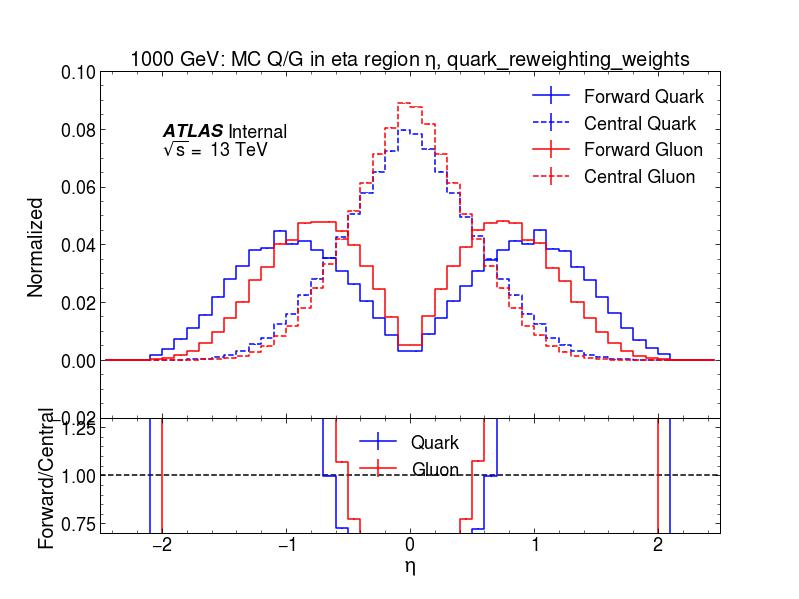 1000 GeV: MC Q/G in eta region η, quark_reweighting_weights
0.10
0.08
0.06
0.04
0.02
0.00
−0.02
Normalized
ATLAS Internal
√s = 13 TeV
Forward Quark
Central Quark
Forward Gluon
Central Gluon
1.25
1.00
0.75
Forward/Central
Quark
Gluon
−2 −1 0 1 2
η